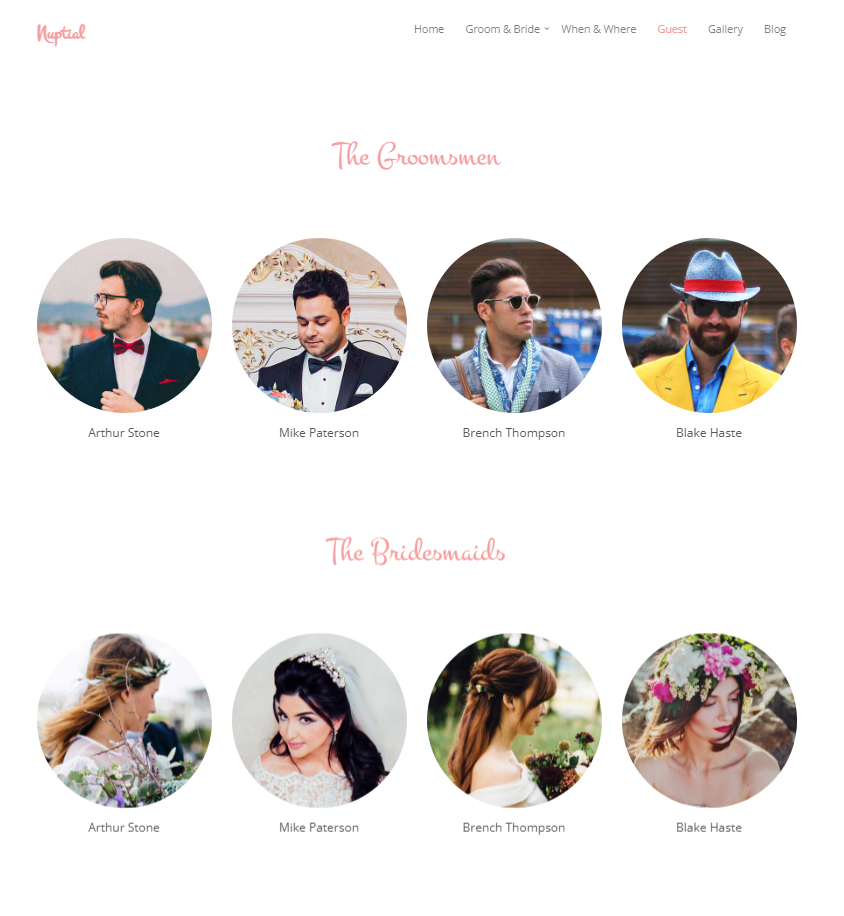 Nuptial
Home Groom & Bride When & Where Guest Gallery Blog
The Groomsmen
Arthur Stone Mike Paterson Brench Thompson Blake Haste
The Bridesmaids
Arthur Stone Mike Paterson Brench Thompson Blake Haste